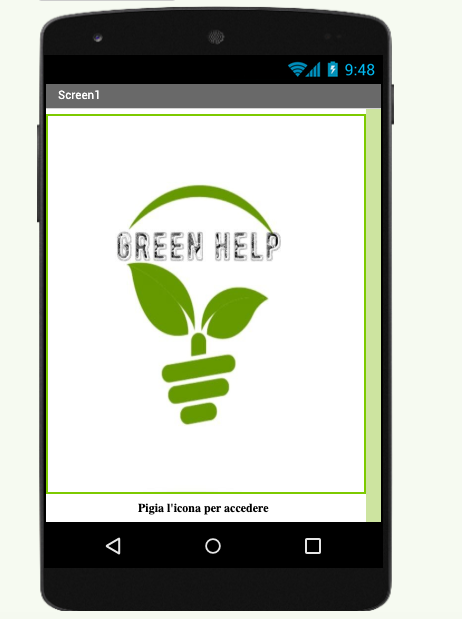 9:48
Screen1
GREEN HELP
Pigia l'icona per accedere